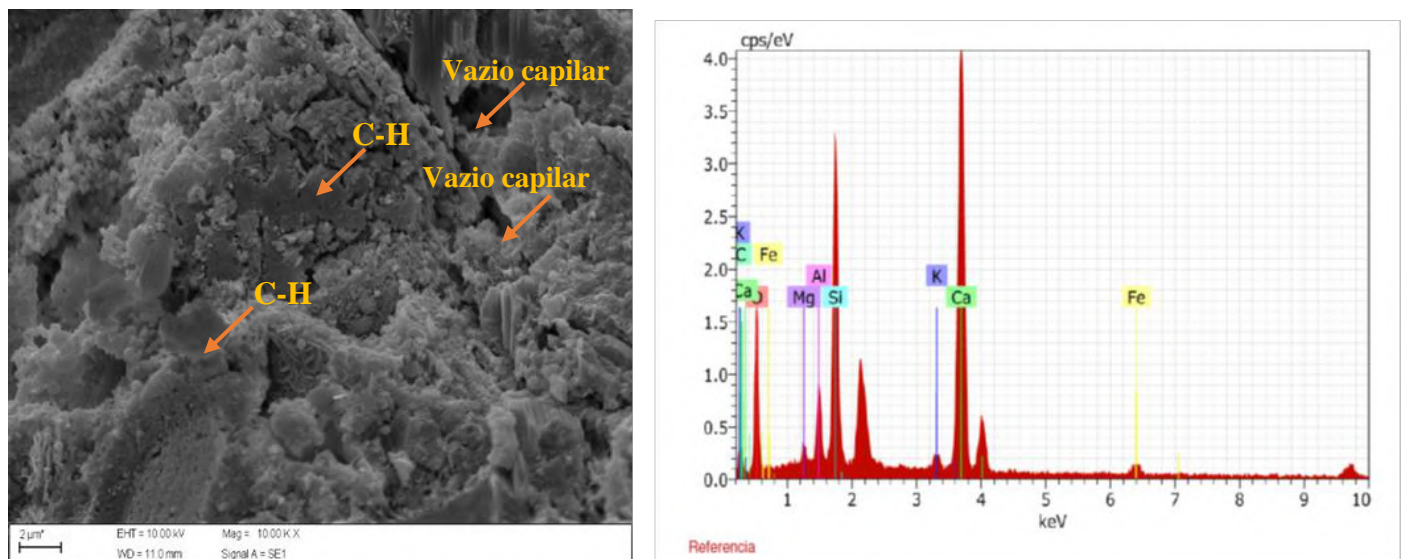 Vazio capilar
C-H
Vazio capilar
C-H
2 µm*
EHT = 10.00 kV
Mag = 10.00 K X
WD = 11.0 mm
Signal A = SE1
cps/eV
4.0
3.5
3.0
2.5
2.0
1.5
1.0
0.5
0.0
K
C
Fe
Ca
O
Mg
Al
Si
K
Ca
Fe
1 2 3 4 5 6 7 8 9 10
keV
Referencia